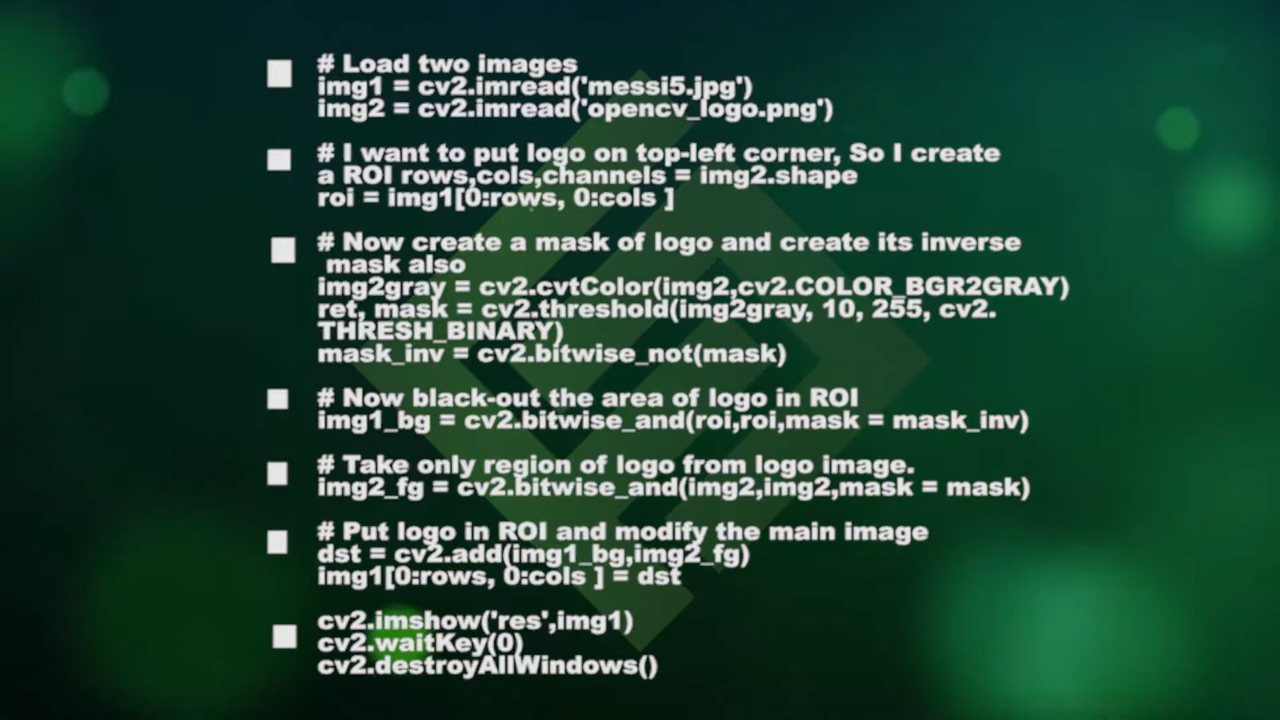 # Load two images
img1 = cv2.imread('messi5.jpg')
img2 = cv2.imread('opencv_logo.png')
# I want to put logo on top-left corner, So I create
a ROI rows,cols,channels = img2.shape
roi = img1[0:rows, 0:cols ]
# Now create a mask of logo and create its inverse
mask also
img2gray = cv2.cvtColor(img2,cv2.COLOR_BGR2GRAY)
ret, mask = cv2.threshold(img2gray, 10, 255, cv2.
THRESH_BINARY)
mask_inv = cv2.bitwise_not(mask)
# Now black-out the area of logo in ROI
img1_bg = cv2.bitwise_and(roi,roi,mask = mask_inv)
# Take only region of logo from logo image.
img2_fg = cv2.bitwise_and(img2,img2,mask = mask)
# Put logo in ROI and modify the main image
dst = cv2.add(img1_bg,img2_fg)
img1[0:rows, 0:cols ] = dst
cv2.imshow('res',img1)
cv2.waitKey(0)
cv2.destroyAllWindows()